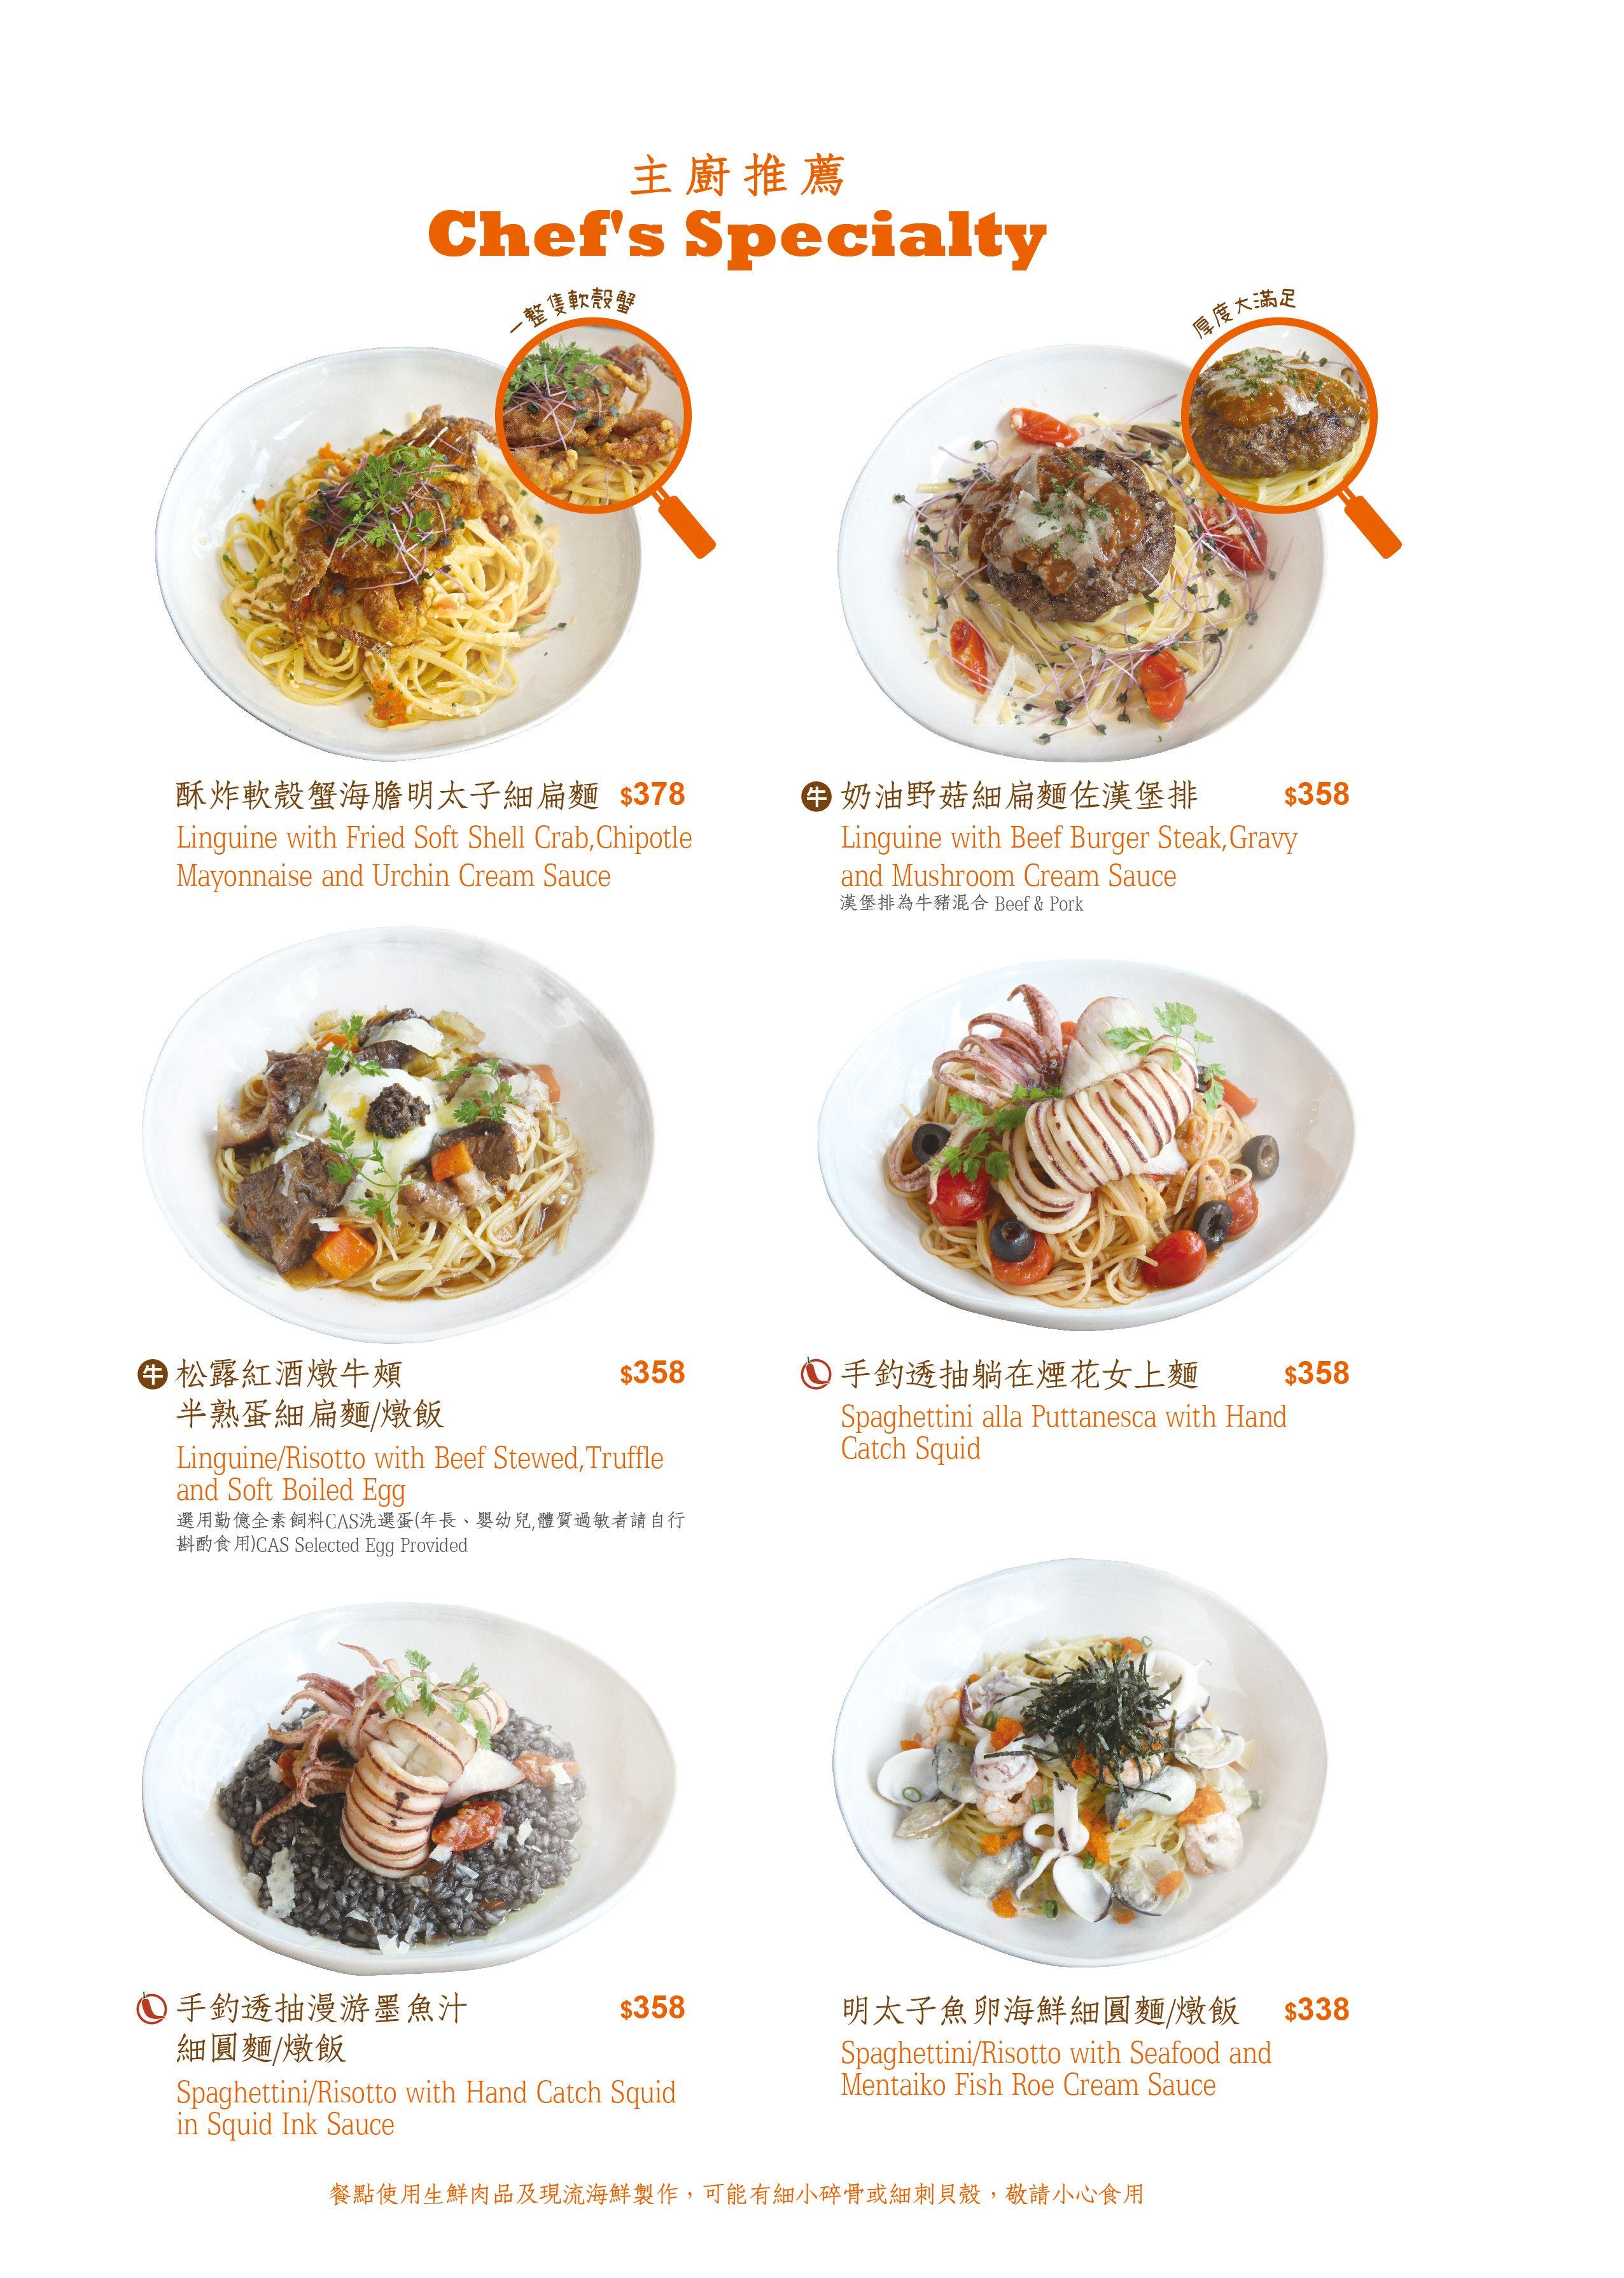 主廚推薦
Chef's Specialty
一整隻軟殼蟹
厚度大滿足
酥炸軟殼蟹海膽明太子細扁麵 $378
Linguine with Fried Soft Shell Crab,Chipotle
Mayonnaise and Urchin Cream Sauce
牛 奶油野菇細扁麵佐漢堡排 $358
Linguine with Beef Burger Steak,Gravy
and Mushroom Cream Sauce
漢堡排為牛豬混合 Beef & Pork
牛 松露紅酒燉牛頰 $358
半熟蛋細扁麵/燉飯
Linguine/Risotto with Beef Stewed,Truffle
and Soft Boiled Egg
選用勤億全素飼料CAS洗選蛋(年長、嬰幼兒,體質過敏者請自行
斟酌食用)CAS Selected Egg Provided
手釣透抽躺在煙花女上麵 $358
Spaghettini alla Puttanesca with Hand
Catch Squid
手釣透抽漫游墨魚汁 $358
細圓麵/燉飯
Spaghettini/Risotto with Hand Catch Squid
in Squid Ink Sauce
明太子魚卵海鮮細圓麵/燉飯 $338
Spaghettini/Risotto with Seafood and
Mentaiko Fish Roe Cream Sauce
餐點使用生鮮肉品及現流海鮮製作，可能有細小碎骨或細刺貝殼，敬請小心食用